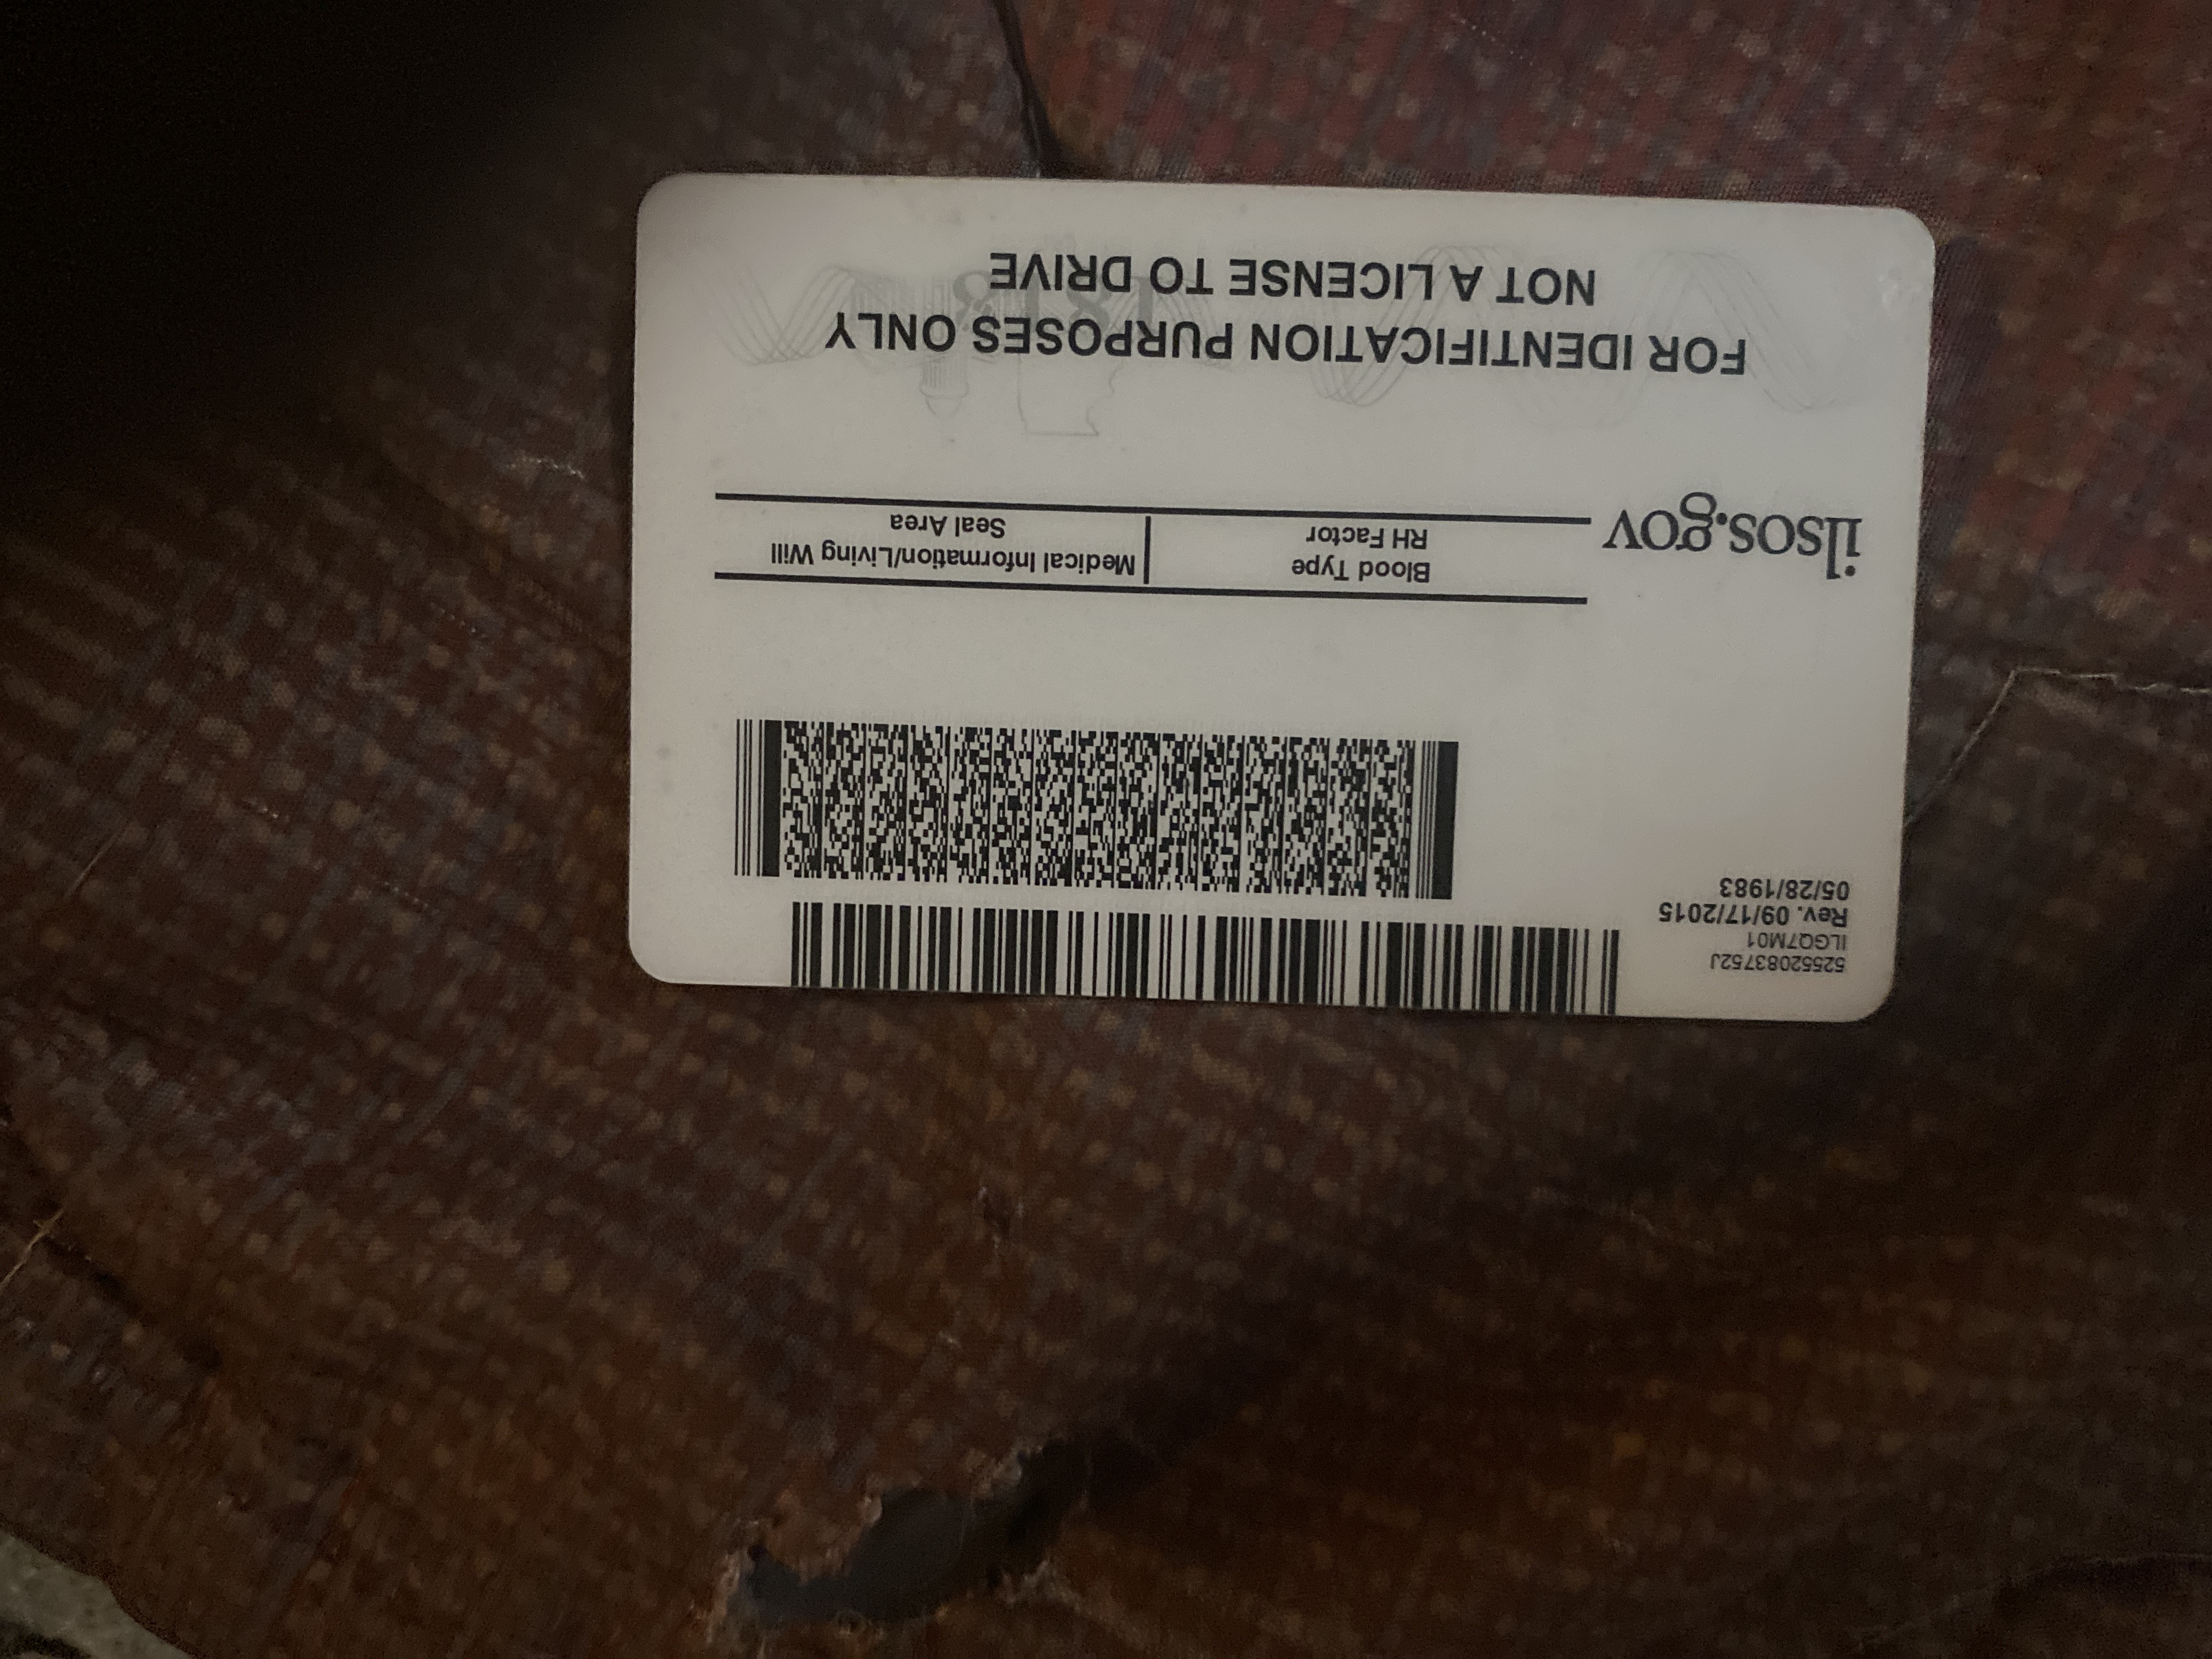 52552083752J
ILGQ7M01
Rev. 09/17/2015
05/28/1983
ilsos.gov
Blood Type
RH Factor
Medical Information/Living Will
Seal Area
FOR IDENTIFICATION PURPOSES ONLY
NOT A LICENSE TO DRIVE
1818